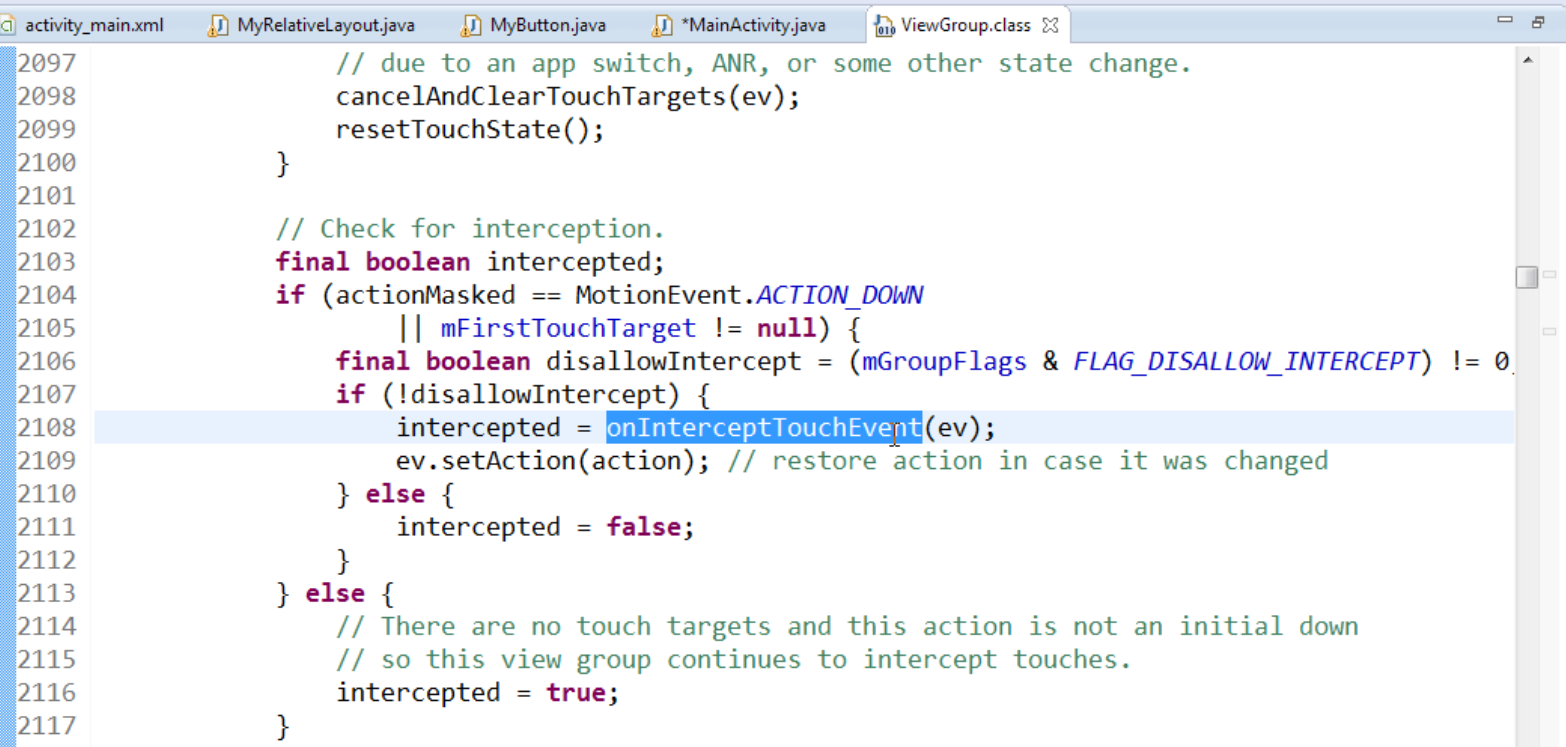 activity_main.xml MyRelativeLayout.java MyButton.java *MainActivity.java ViewGroup.class
2097 // due to an app switch, ANR, or some other state change.
2098 cancelAndClearTouchTargets(ev);
2099 resetTouchState();
2100 }
2101
2102 // Check for interception.
2103 final boolean intercepted;
2104 if (actionMasked == MotionEvent.ACTION_DOWN
2105 || mFirstTouchTarget != null) {
2106 final boolean disallowIntercept = (mGroupFlags & FLAG_DISALLOW_INTERCEPT) != 0;
2107 if (!disallowIntercept) {
2108 intercepted = onInterceptTouchEvent(ev);
2109 ev.setAction(action); // restore action in case it was changed
2110 } else {
2111 intercepted = false;
2112 }
2113 } else {
2114 // There are no touch targets and this action is not an initial down
2115 // so this view group continues to intercept touches.
2116 intercepted = true;
2117 }